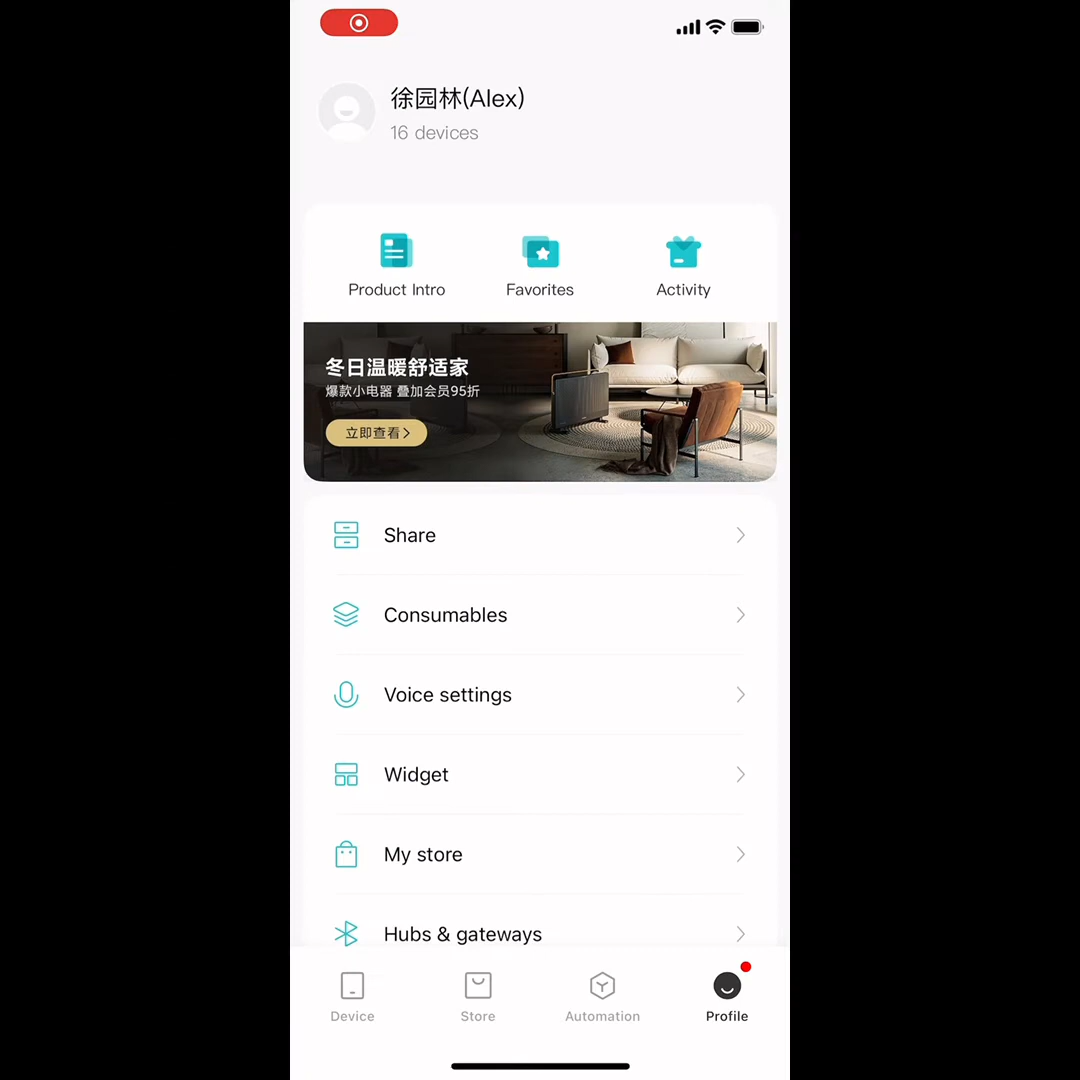 徐园林(Alex)
16 devices
Product Intro
Favorites
Activity
冬日温暖舒适家
爆款小电器 叠加会员95折
立即查看>
Share
Consumables
Voice settings
Widget
My store
Hubs & gateways
Device
Store
Automation
Profile